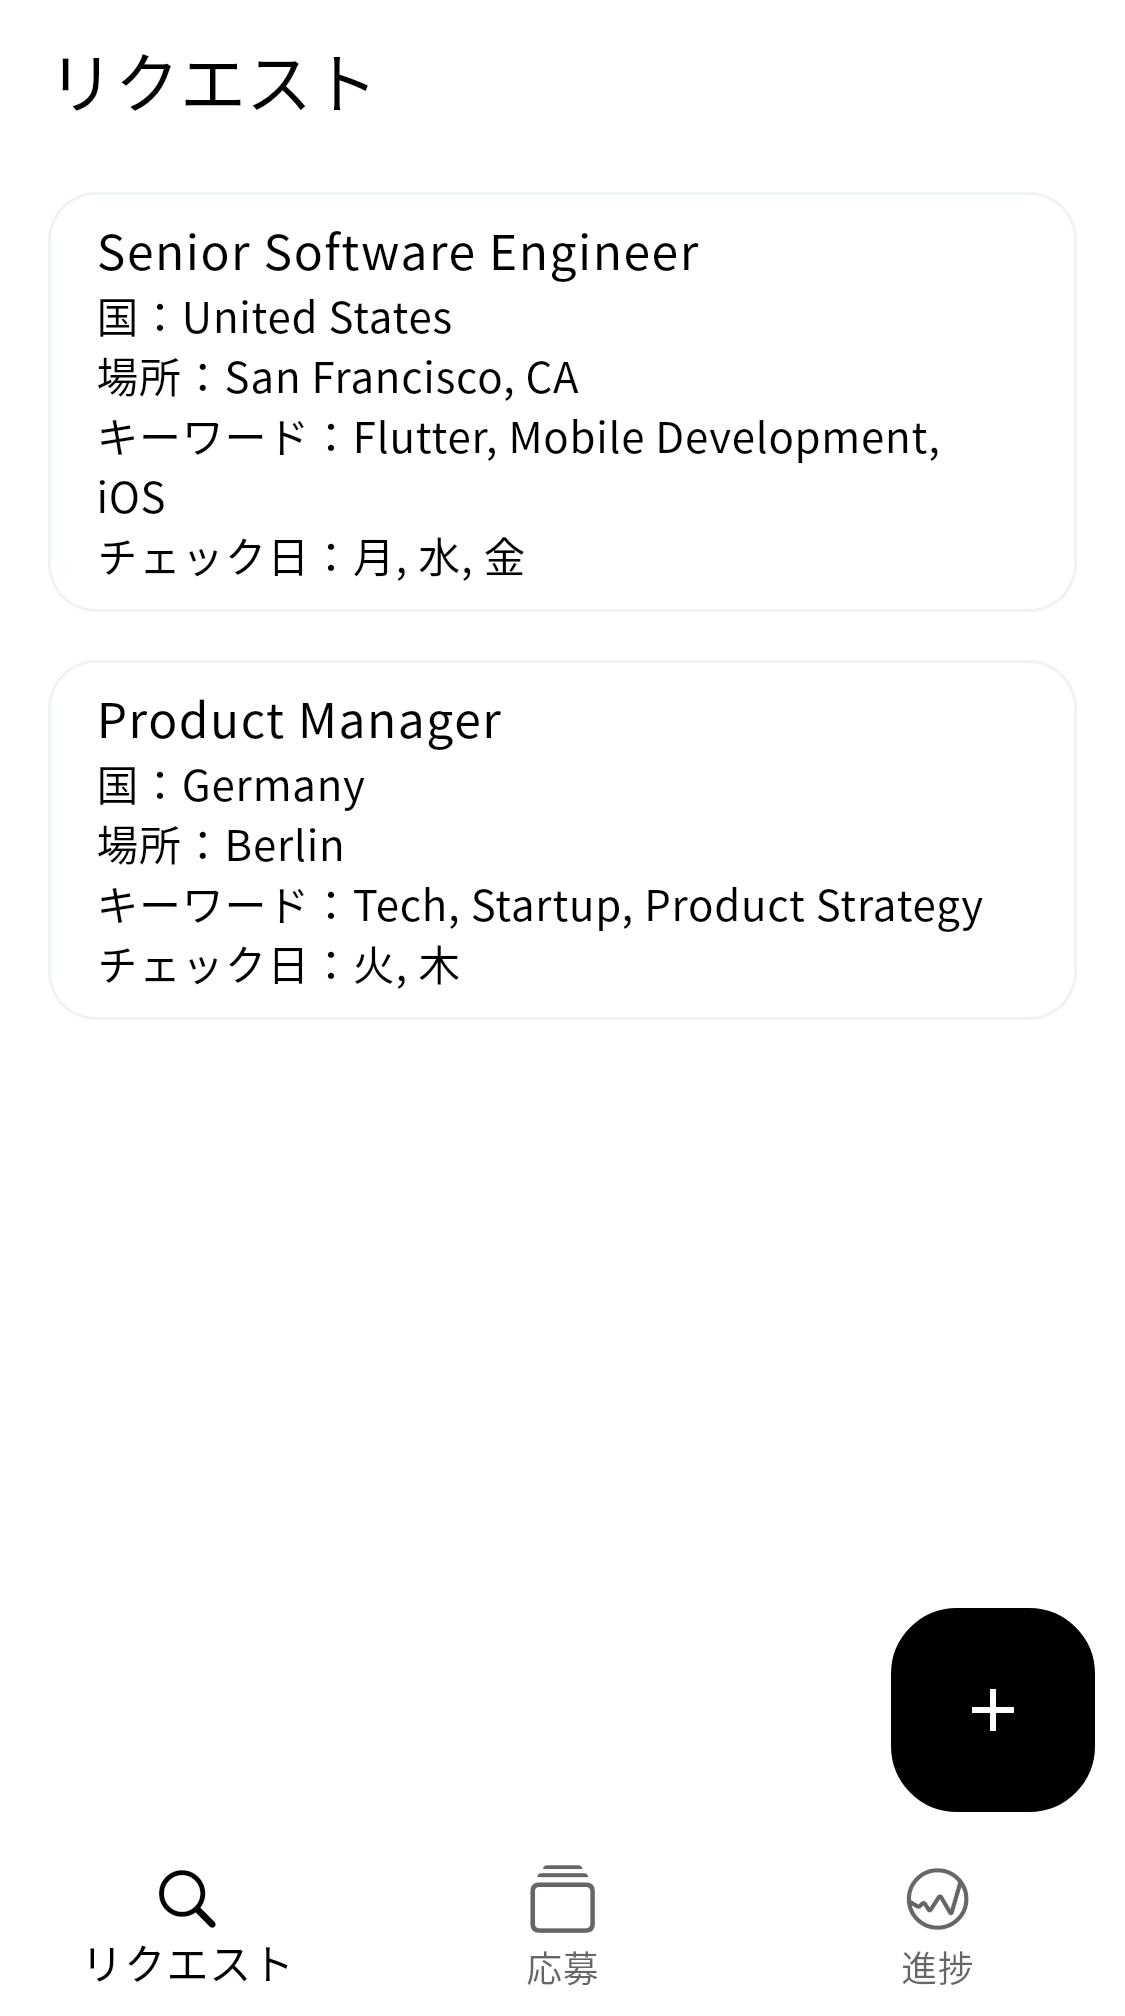 リクエスト
Senior Software Engineer
国：United States
場所：San Francisco, CA
キーワード：Flutter, Mobile Development,
iOS
チェック日：月, 水, 金
Product Manager
国：Germany
場所：Berlin
キーワード：Tech, Startup, Product Strategy
チェック日：火, 木
リクエスト
応募
進捗